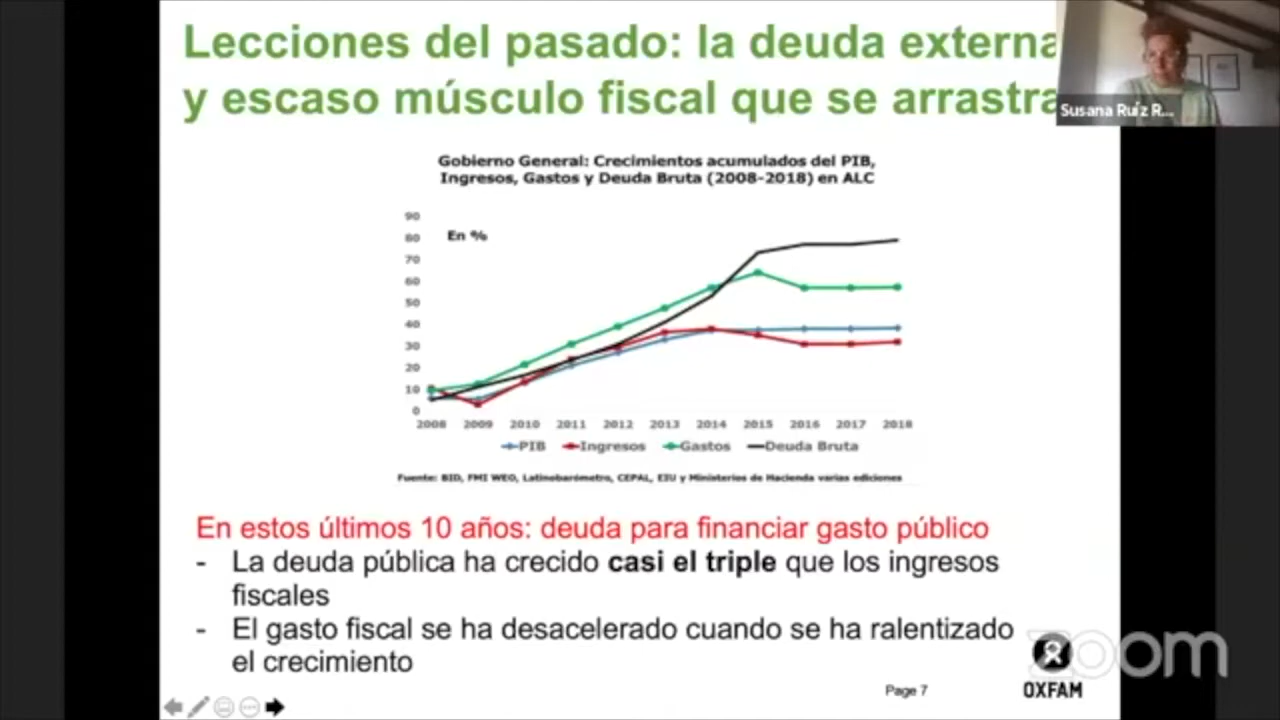 Lecciones del pasado: la deuda externa
y escaso músculo fiscal que se arrastra
Susana Ruíz R...
Gobierno General: Crecimientos acumulados del PIB,
Ingresos, Gastos y Deuda Bruta (2008-2018) en ALC
En %
90
80
70
60
50
40
30
20
10
0
2008 2009 2010 2011 2012 2013 2014 2015 2016 2017 2018
PIB Ingresos Gastos Deuda Bruta
Fuente: BID, FMI WEO, Latinobarómetro, CEPAL, EIU y Ministerios de Hacienda varias ediciones
En estos últimos 10 años: deuda para financiar gasto público
- La deuda pública ha crecido casi el triple que los ingresos
fiscales
- El gasto fiscal se ha desacelerado cuando se ha ralentizado
el crecimiento
zoom
OXFAM
Page 7